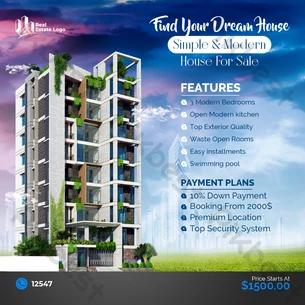 Real
Estate Logo
Find Your Dream House
Simple & Modern
House For Sale
FEATURES
3 Modern Bedrooms
Open Modern kitchen
Top Exterior Quality
Waste Open Rooms
Easy installments
Swimming pool
PAYMENT PLANS
10% Down Payment
Booking From 2000$
Premium Location
Top Security System
12547
Price Starts At
$1500,00